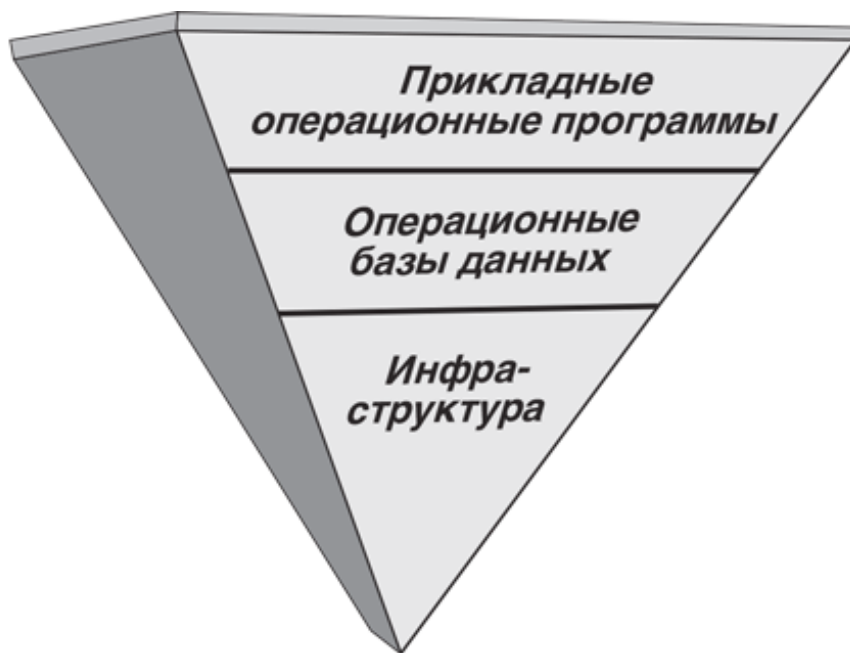 Прикладные
операционные программы
Операционные
базы данных
Инфра-
структура